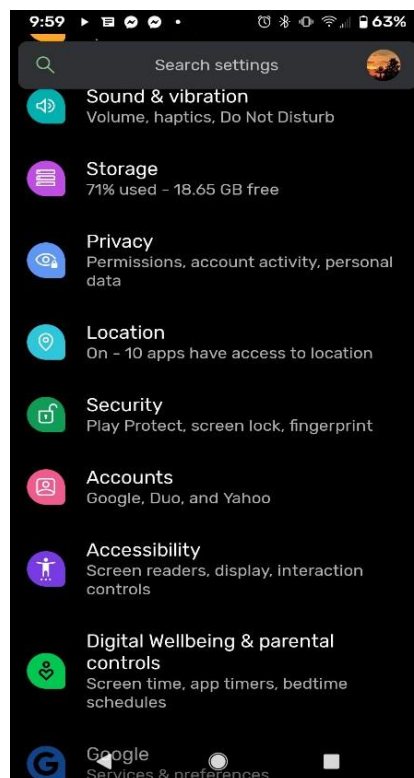 9:59
63%
Search settings
Sound & vibration
Volume, haptics, Do Not Disturb
Storage
71% used - 18.65 GB free
Privacy
Permissions, account activity, personal
data
Location
On - 10 apps have access to location
Security
Play Protect, screen lock, fingerprint
Accounts
Google, Duo, and Yahoo
Accessibility
Screen readers, display, interaction
controls
Digital Wellbeing & parental
controls
Screen time, app timers, bedtime
schedules
Google
Services & preferences